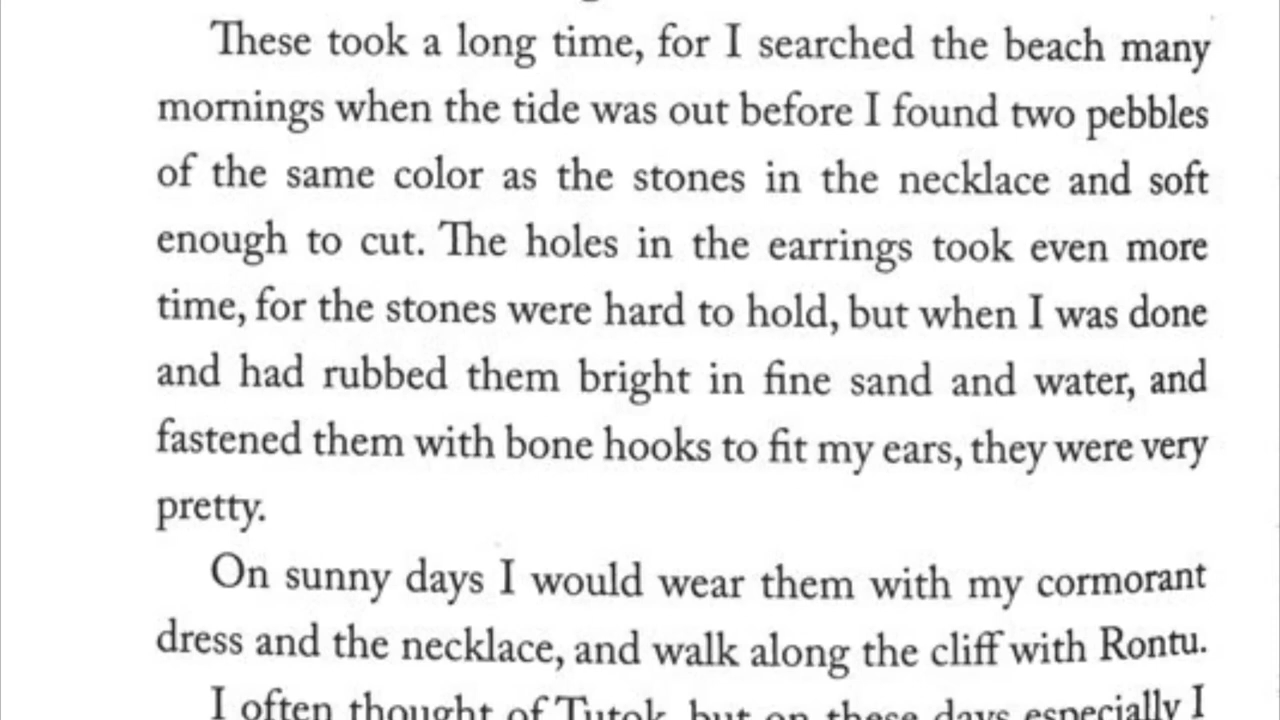 These took a long time, for I searched the beach many
mornings when the tide was out before I found two pebbles
of the same color as the stones in the necklace and soft
enough to cut. The holes in the earrings took even more
time, for the stones were hard to hold, but when I was done
and had rubbed them bright in fine sand and water, and
fastened them with bone hooks to fit my ears, they were very
pretty.
On sunny days I would wear them with my cormorant
dress and the necklace, and walk along the cliff with Rontu.
I often thought of Tutok, but on these days especially I